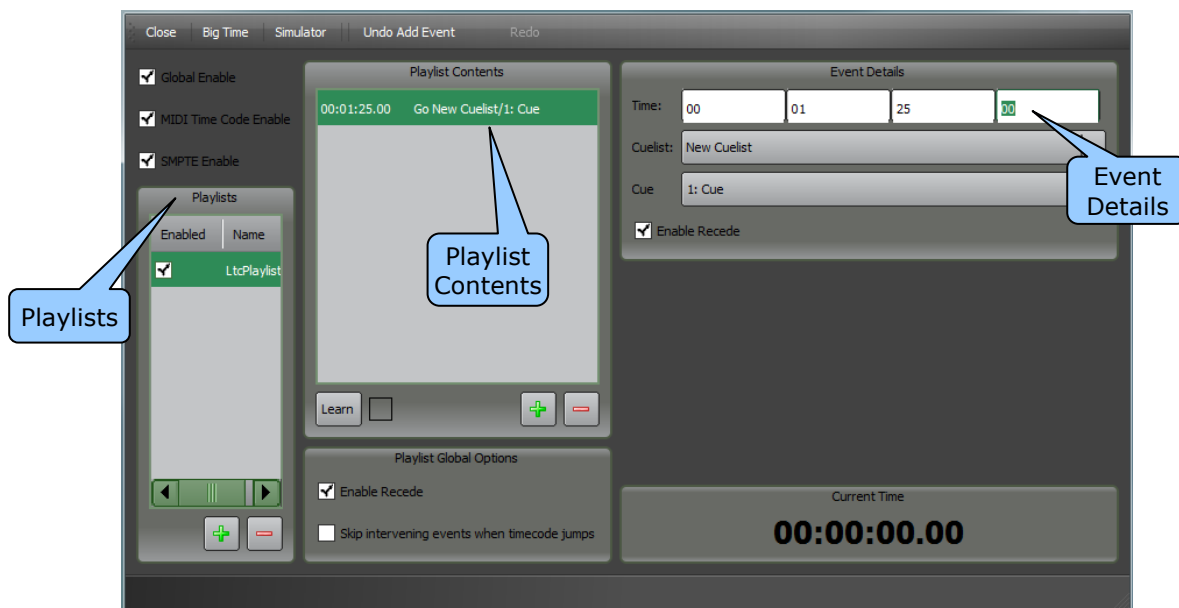 Close Big Time Simulator Undo Add Event Redo
Global Enable
MIDI Time Code Enable
SMPTE Enable
Playlists
Enabled Name
LtcPlaylist
Playlists
Playlist Contents
00:01:25.00 Go New Cuelist/1: Cue
Playlist
Contents
Learn
Playlist Global Options
Enable Recede
Skip intervening events when timecode jumps
Event Details
Time: 00 01 25 00
Cuelist: New Cuelist
Cue 1: Cue
Enable Recede
Event
Details
Current Time
00:00:00.00